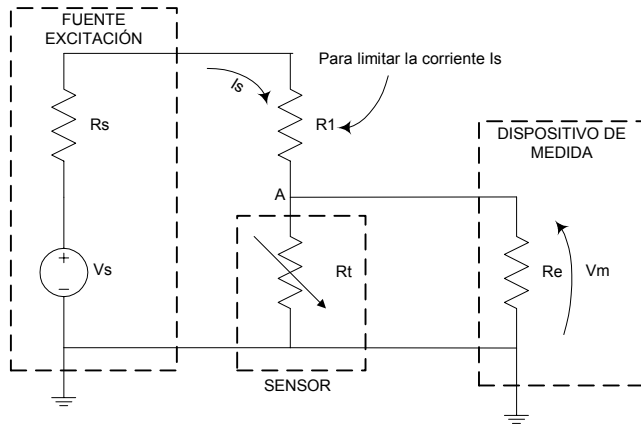 FUENTE
EXCITACIÓN
Para limitar la corriente Is
Is
Rs
R1
DISPOSITIVO DE
MEDIDA
A
+
Vs
−
Rt
Re
Vm
SENSOR